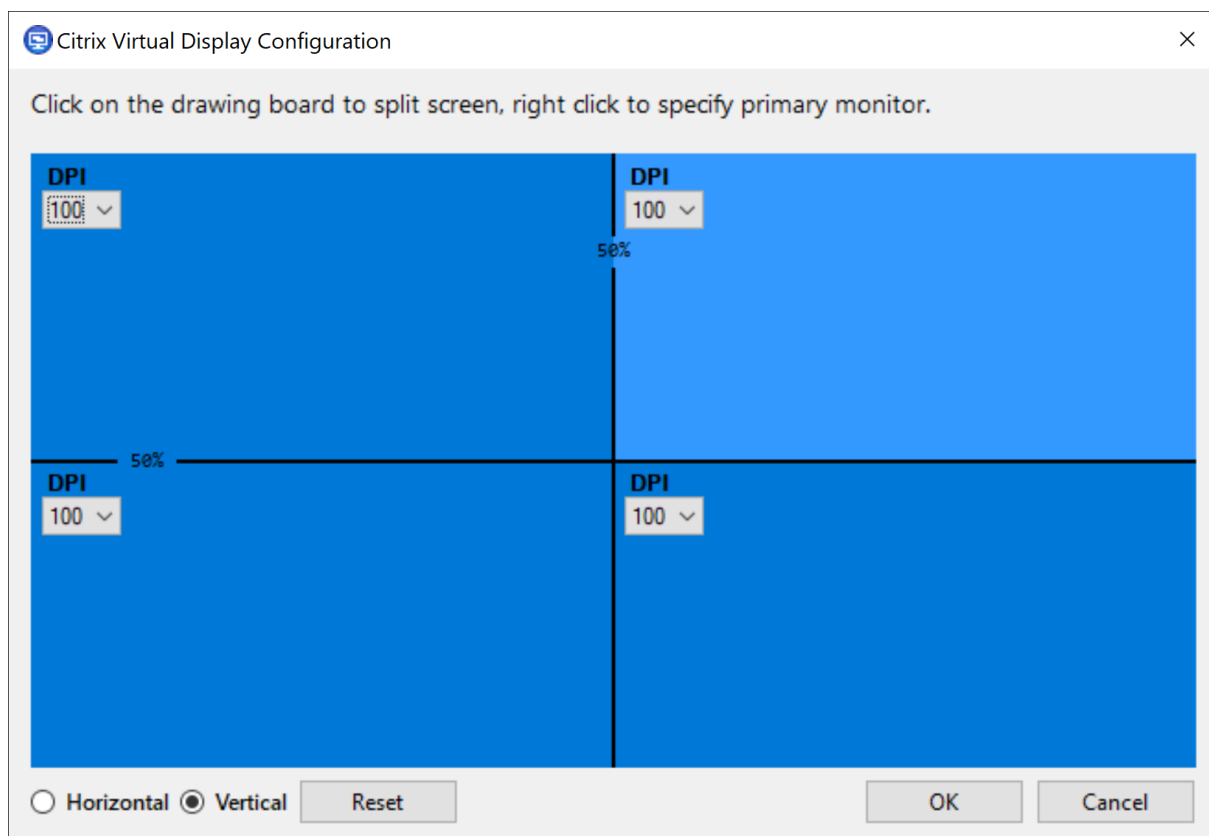 Citrix Virtual Display Configuration
Click on the drawing board to split screen, right click to specify primary monitor.
DPI
100
DPI
100
50%
50%
DPI
100
DPI
100
Horizontal Vertical Reset OK Cancel